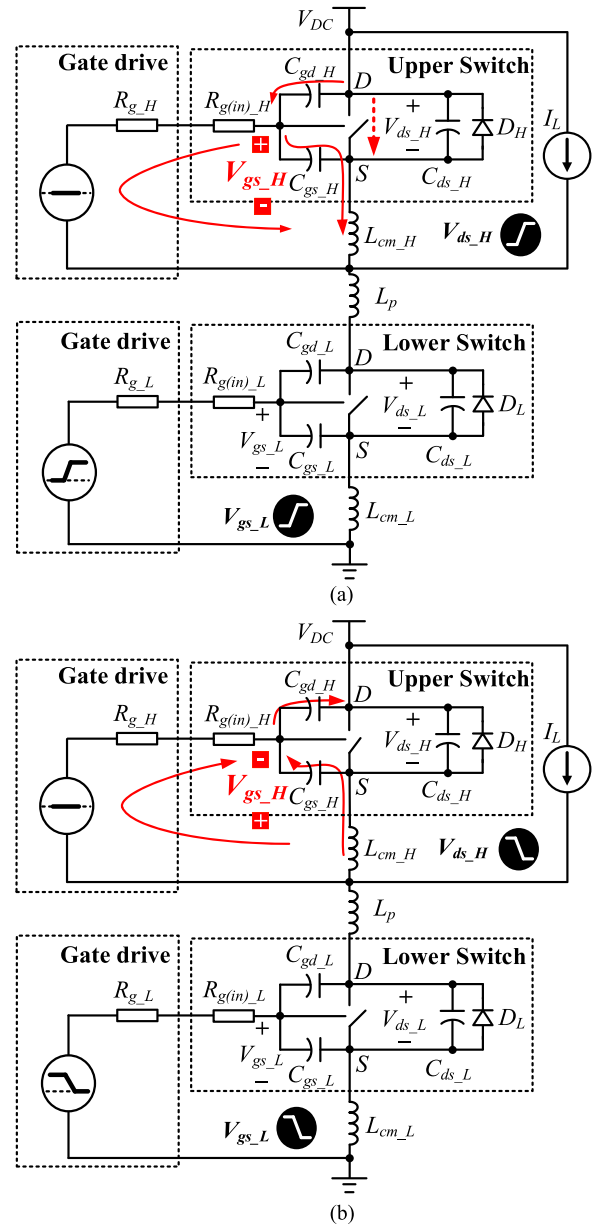 V_DC
Gate drive
Upper Switch
C_gd_H
D
R_g_H
R_g(in)_H
+
V_ds_H
−
D_H
I_L
+
V_gs_H
-
C_gs_H
S
C_ds_H
L_cm_H
V_ds_H
L_p
Gate drive
Lower Switch
C_gd_L
D
R_g_L
R_g(in)_L
+
V_gs_L
−
+
V_ds_L
−
D_L
C_gs_L
S
C_ds_L
V_gs_L
L_cm_L
(a)
V_DC
Gate drive
Upper Switch
C_gd_H
D
R_g_H
R_g(in)_H
+
V_ds_H
−
D_H
I_L
-
V_gs_H
+
C_gs_H
S
C_ds_H
L_cm_H
V_ds_H
L_p
Gate drive
Lower Switch
C_gd_L
D
R_g_L
R_g(in)_L
+
V_gs_L
−
+
V_ds_L
−
D_L
C_gs_L
S
C_ds_L
V_gs_L
L_cm_L
(b)